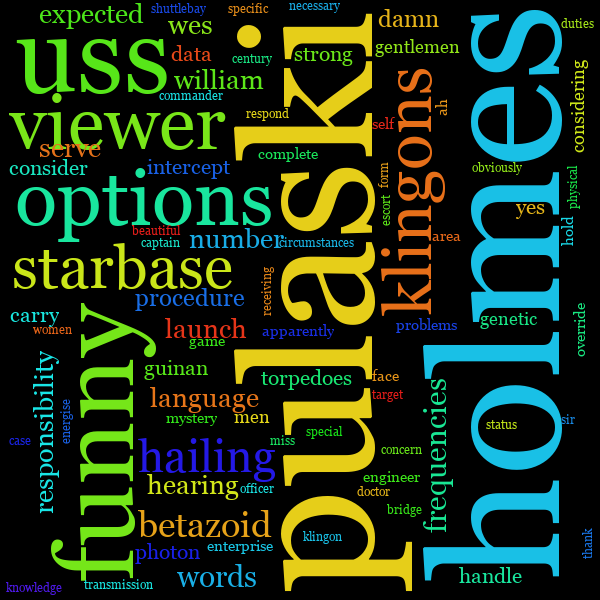 shuttlebay
specific
necessary
expected
wes
damn
duties
uss
data
century
strong
gentlemen
william
commander
considering
viewer
respond
self
ah
serve
complete
klingons
consider
intercept
obviously
form
physical
options
escort
yes
beautiful
captain
number
circumstances
area
hold
starbase
pulaski
holmes
receiving
procedure
carry
women
launch
apparently
problems
genetic
override
game
funny
guinan
torpedoes
face
responsibility
language
target
frequencies
energise
mystery
men
special
status
sir
case
hailing
miss
concern
hearing
officer
engineer
doctor
betazoid
bridge
photon
enterprise
klingon
thank
knowledge
transmission
words
handle